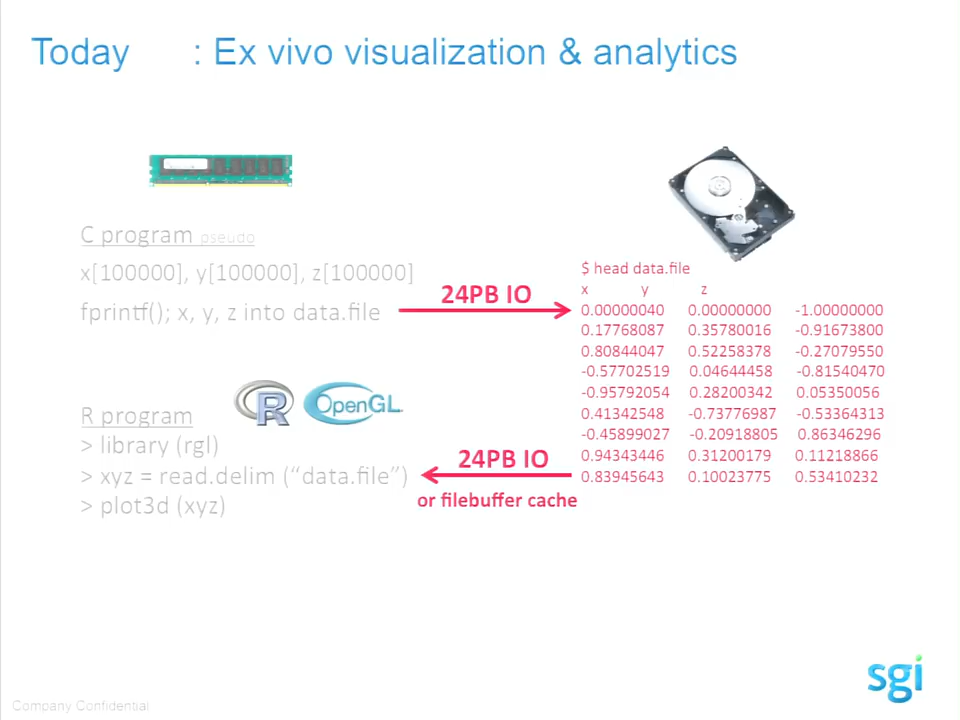 Today : Ex vivo visualization & analytics
C program pseudo
x[100000], y[100000], z[100000]
fprintf(); x, y, z into data.file
24PB IO
$ head data.file
x y z
0.00000040 0.00000000 -1.00000000
0.17768087 0.35780016 -0.91673800
0.80844047 0.52258378 -0.27079550
-0.57702519 0.04644458 -0.81540470
-0.95792054 0.28200342 0.05350056
0.41342548 -0.73776987 -0.53364313
-0.45899027 -0.20918805 0.86346296
0.94343446 0.31200179 0.11218866
0.83945643 0.10023775 0.53410232
R OpenGL
R program
> library (rgl)
> xyz = read.delim (“data.file”)
> plot3d (xyz)
24PB IO
or filebuffer cache
sgi
Company Confidential